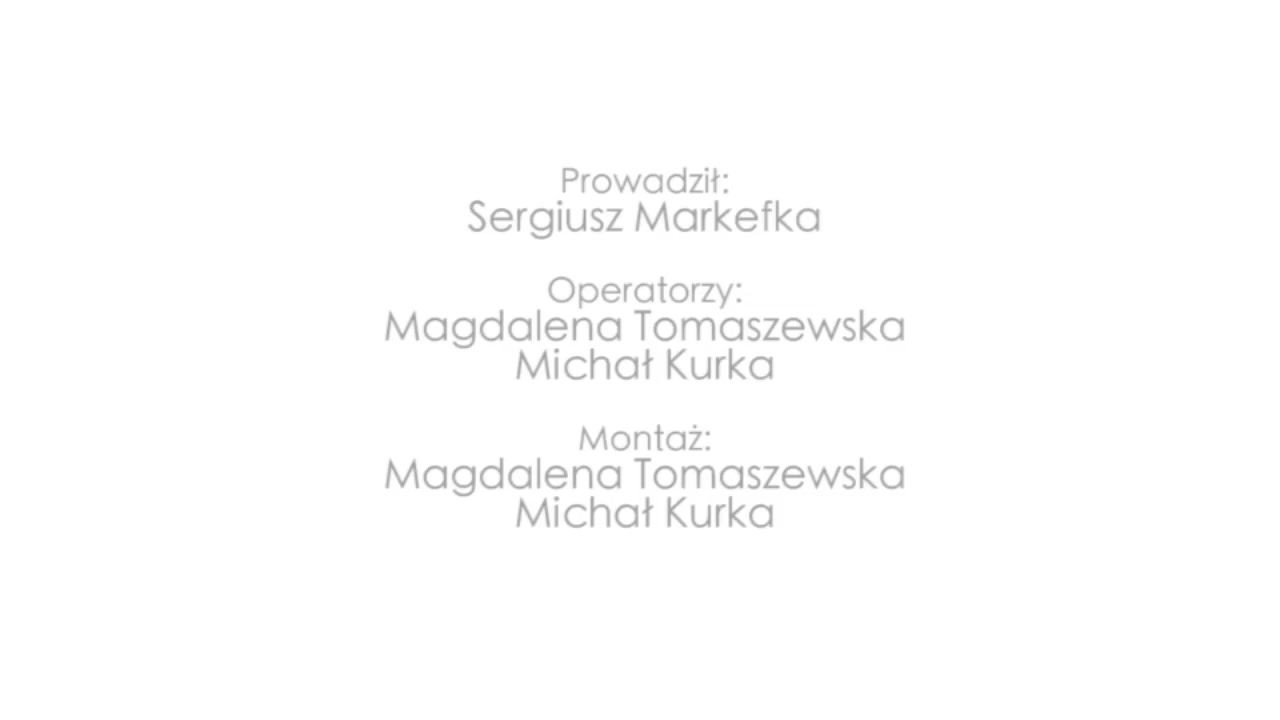 Prowadził:
Sergiusz Markefka
Operatorzy:
Magdalena Tomaszewska
Michał Kurka
Montaż:
Magdalena Tomaszewska
Michał Kurka